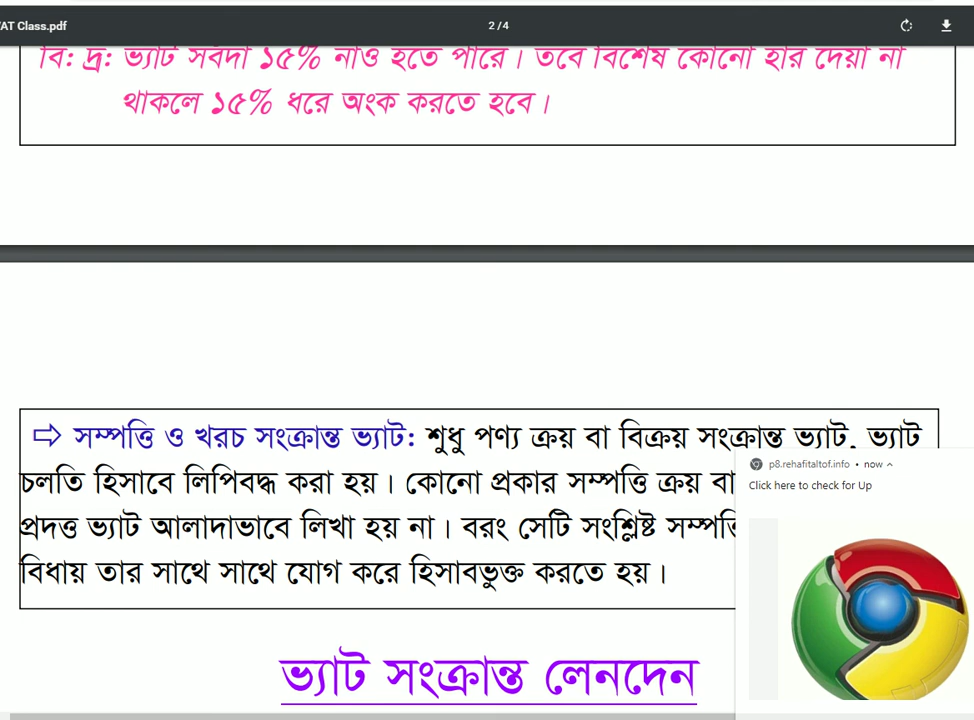 AT Class.pdf
2/4
বি: দ্র: ভ্যাট সর্বদা ১৫% নাও হতে পারে। তবে বিশেষ কোনো হার দেয়া না
থাকলে ১৫% ধরে অংক করতে হবে।
⇨ সম্পত্তি ও খরচ সংক্রান্ত ভ্যাট: শুধু পণ্য ক্রয় বা বিক্রয় সংক্রান্ত ভ্যাট, ভ্যাট
চলতি হিসাবে লিপিবদ্ধ করা হয়। কোনো প্রকার সম্পত্তি ক্রয় বা
প্রদত্ত ভ্যাট আলাদাভাবে লিখা হয় না। বরং সেটি সংশ্লিষ্ট সম্পত্তি
বিধায় তার সাথে সাথে যোগ করে হিসাবভুক্ত করতে হয়।
p8.rehafitaltof.info • now
Click here to check for Up
ভ্যাট সংক্রান্ত লেনদেন